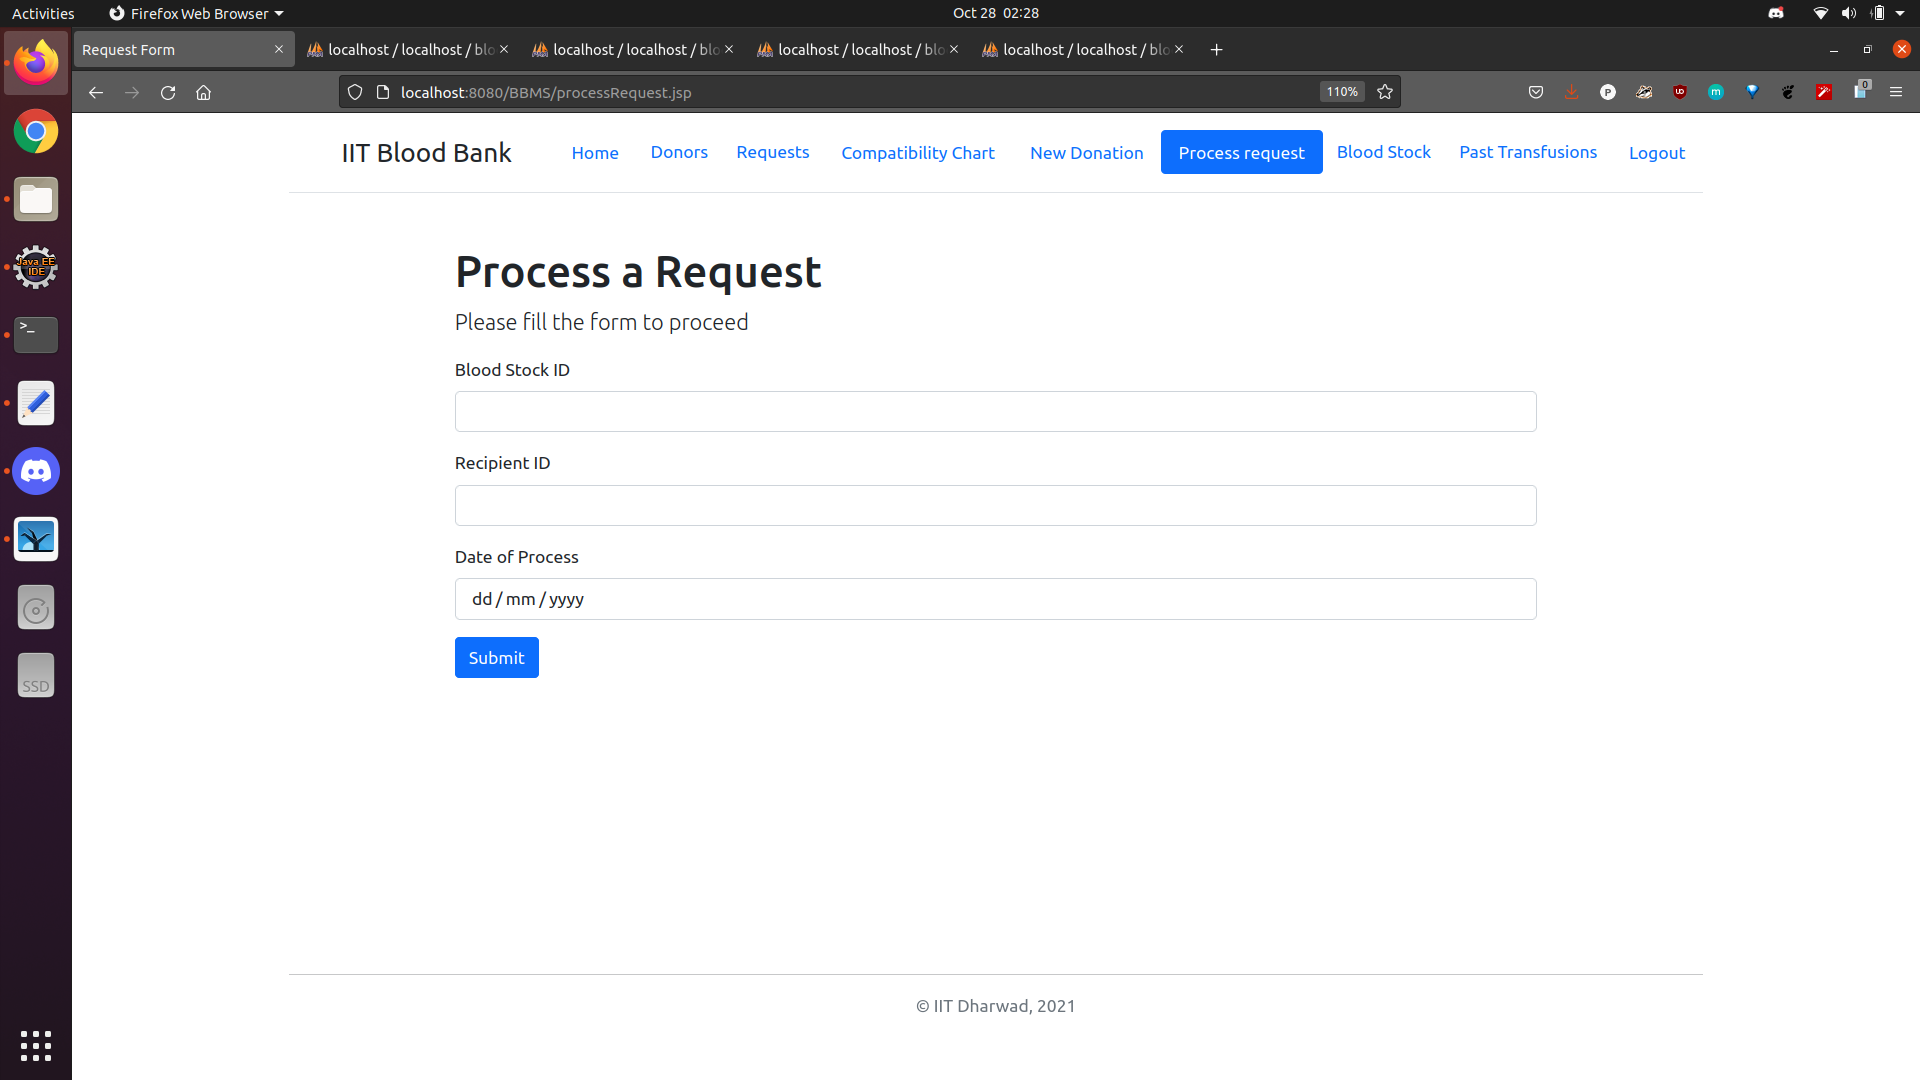 Activities Firefox Web Browser Oct 28 02:28
Request Form localhost / localhost / blo localhost / localhost / blo localhost / localhost / blo localhost / localhost / blo
localhost:8080/BBMS/processRequest.jsp 110% 0
IIT Blood Bank Home Donors Requests Compatibility Chart New Donation Process request Blood Stock Past Transfusions Logout
Process a Request
Please fill the form to proceed
Blood Stock ID
Recipient ID
Date of Process
dd / mm / yyyy
Submit
© IIT Dharwad, 2021
Java EE
IDE
>_
SSD